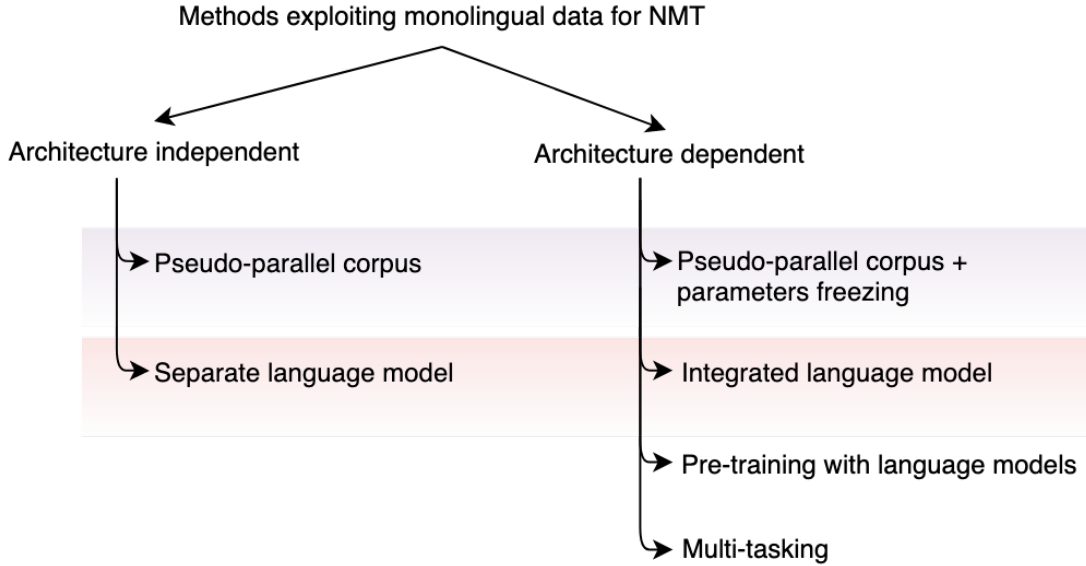 Methods exploiting monolingual data for NMT
Architecture independent
Architecture dependent
Pseudo-parallel corpus
Pseudo-parallel corpus +
parameters freezing
Separate language model
Integrated language model
Pre-training with language models
Multi-tasking